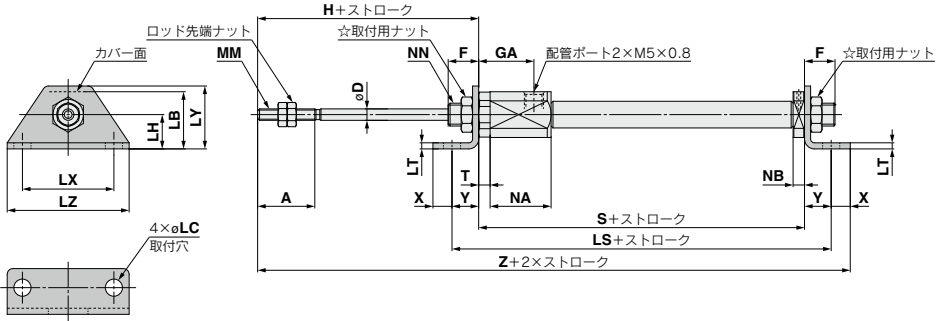 H＋ストローク
ロッド先端ナット
☆取付用ナット
カバー面
MM
NN
F
GA
配管ポート2×M5×0.8
F
☆取付用ナット
øD
LH
LB
LY
LT
LT
LX
LZ
A
X
Y
T
NA
NB
Y
X
S＋ストローク
LS＋ストローク
Z＋2×ストローク
4×øLC
取付穴